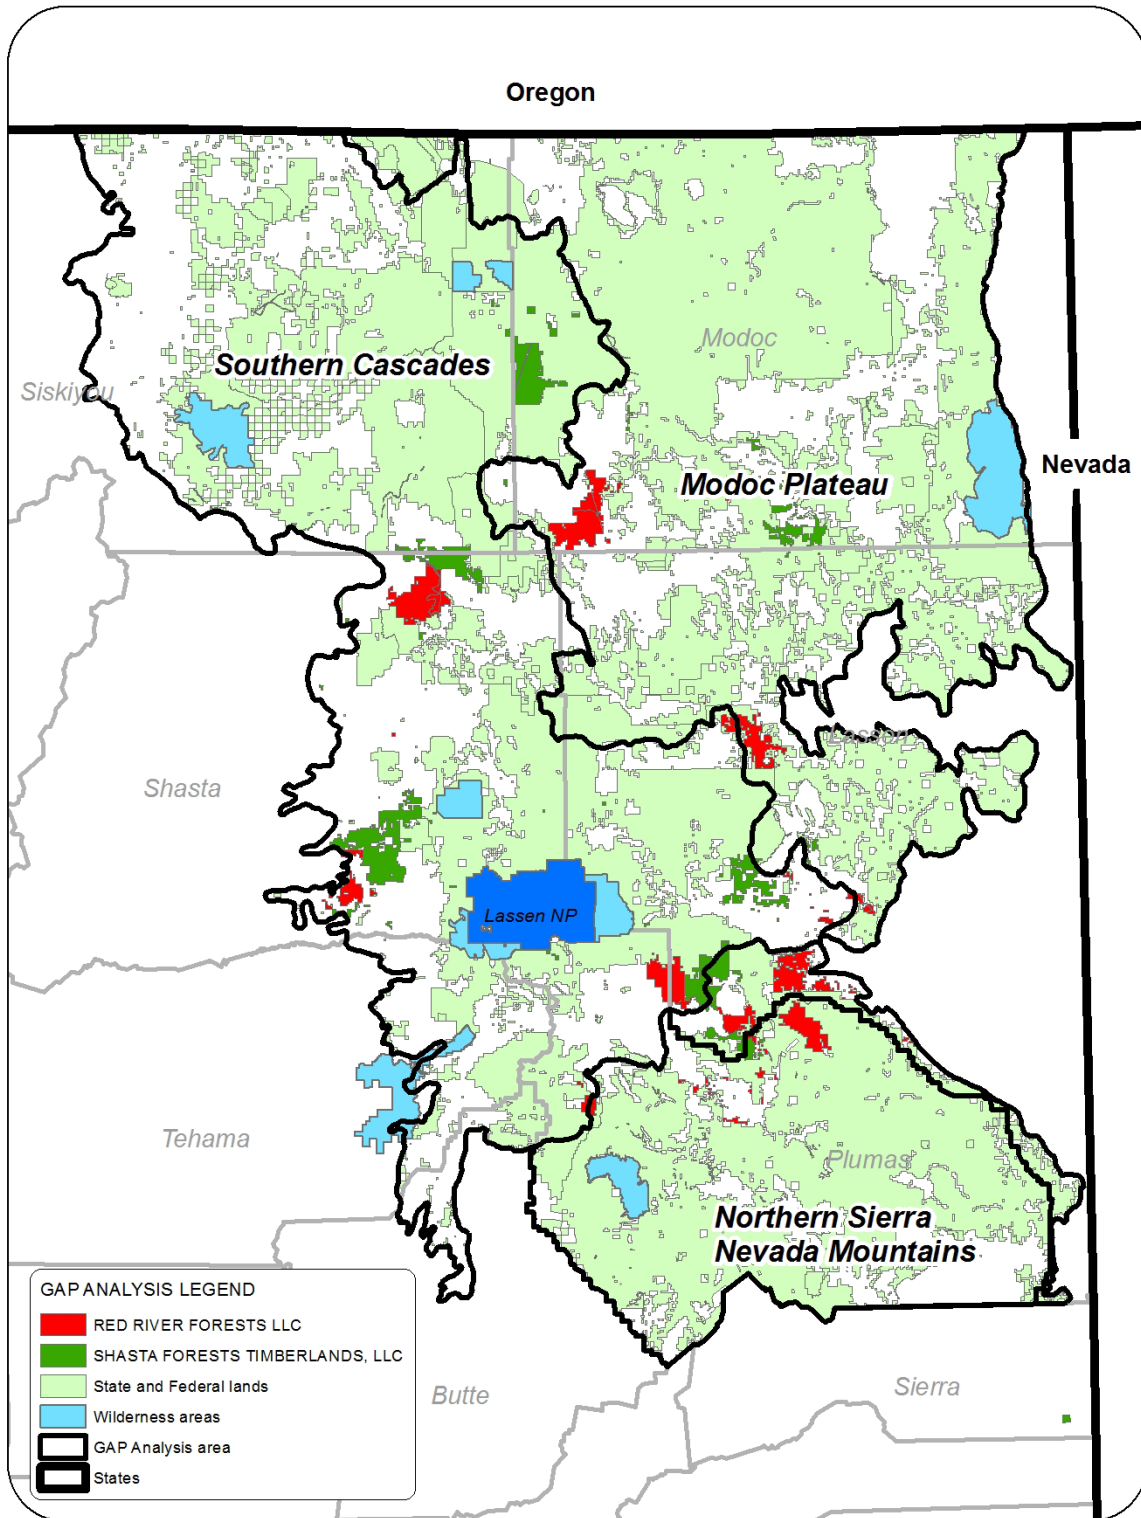 Oregon
Modoc
Southern Cascades
Siskiyou
Nevada
Modoc Plateau
Lassen
Shasta
Lassen NP
Tehama
Plumas
Northern Sierra
Nevada Mountains
GAP ANALYSIS LEGEND
RED RIVER FORESTS LLC
SHASTA FORESTS TIMBERLANDS, LLC
State and Federal lands
Wilderness areas
GAP Analysis area
States
Butte
Sierra